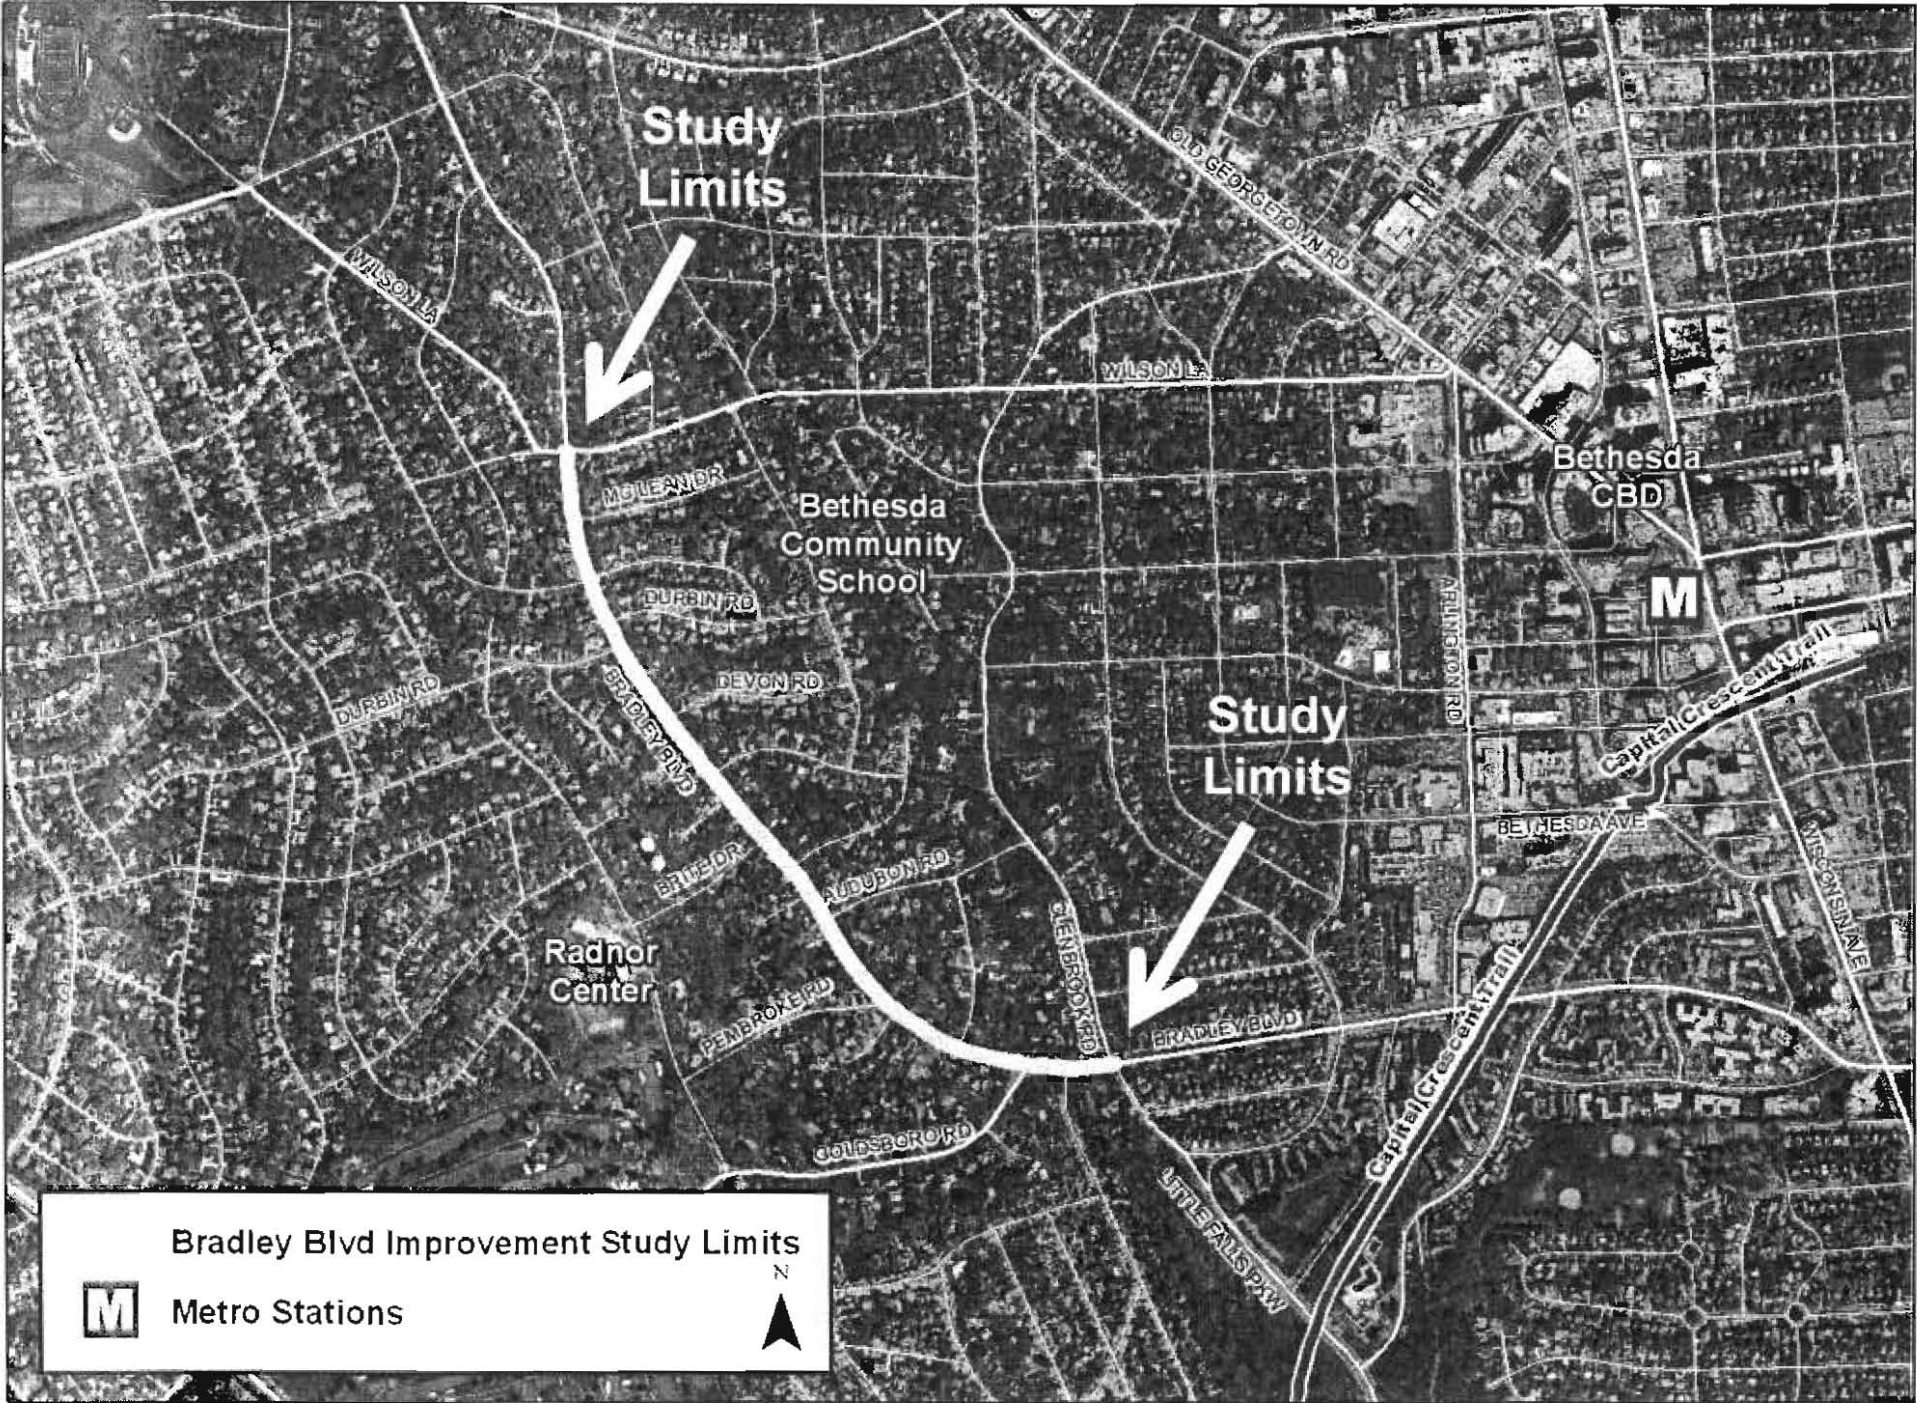 Study
Limits
OLD GEORGETOWN RD
WILSON LA
WILSON LA
Bethesda
CBD
MC LEAN DR
Bethesda
Community
School
M
DURBIN RD
ARLINGTON RD
Capital Crescent Trail
DEVON RD
DURBIN RD
BRADLEY BLVD
Study
Limits
BETHESDA AVE
WISCONSIN AVE
BRITE DR
AUDUBON RD
GLENBROOK RD
Radnor
Center
PEMBROKE RD
BRADLEY BLVD
Capital Crescent Trail
GOLDSBORO RD
LITTLE FALLS PKW
Bradley Blvd Improvement Study Limits
N
M
Metro Stations